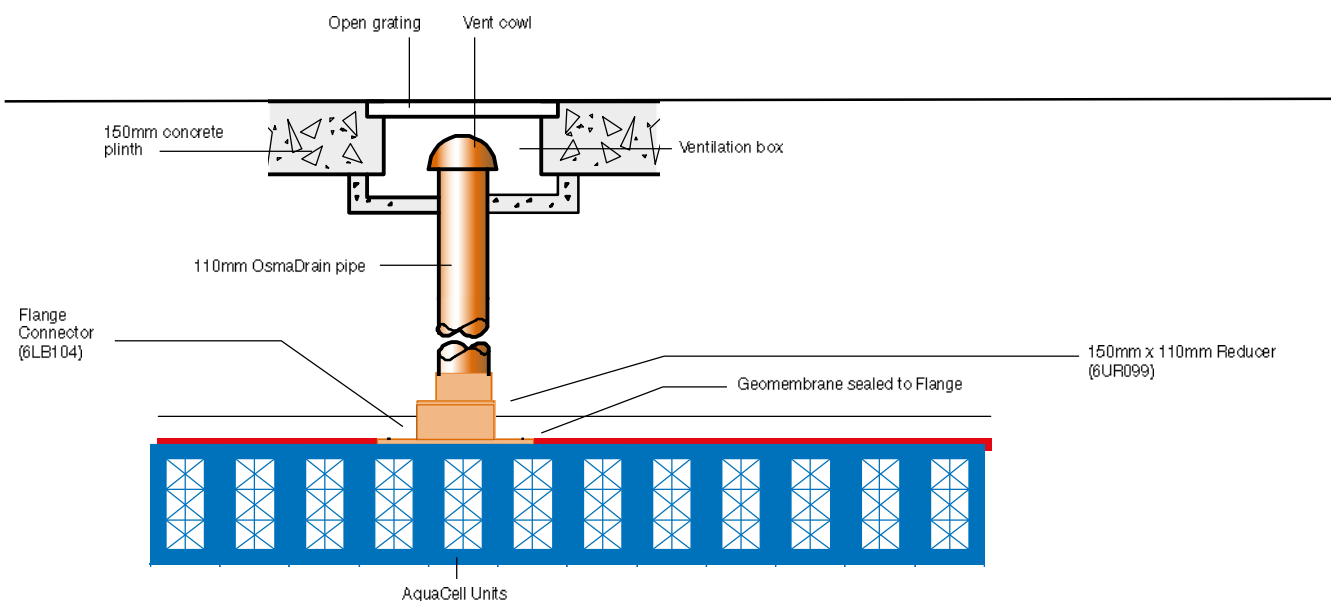 Open grating
Vent cowl
150mm concrete
plinth
Ventilation box
110mm OsmaDrain pipe
Flange
Connector
(6LB104)
150mm x 110mm Reducer
(6UR099)
Geomembrane sealed to Flange
AquaCell Units